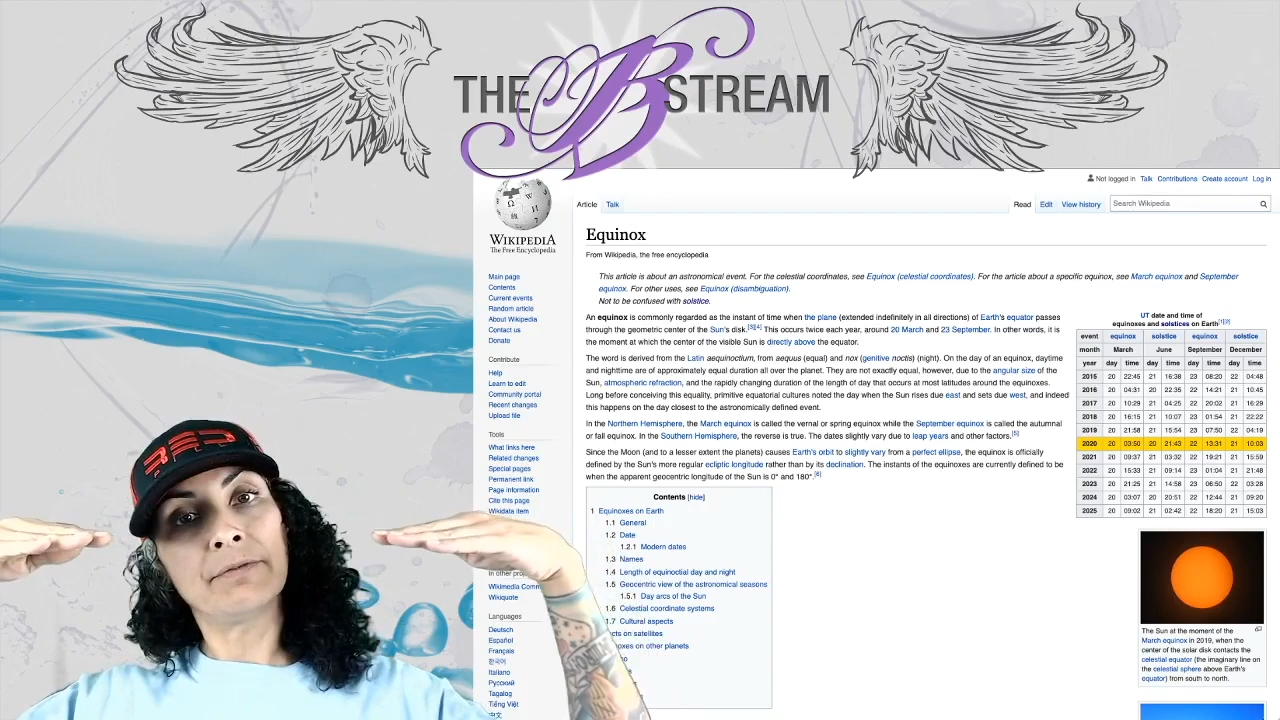 THE B STREAM
Not logged in Talk Contributions Create account Log in
Article Talk
Read Edit View history
Search Wikipedia
WIKIPEDIA
The Free Encyclopedia
Main page
Contents
Current events
Random article
About Wikipedia
Contact us
Donate
Contribute
Help
Learn to edit
Community portal
Recent changes
Upload file
Tools
What links here
Related changes
Special pages
Permanent link
Page information
Cite this page
Wikidata item
In other pro
Wikimedia Comm
Wikiquote
Languages
Deutsch
Español
Français
한국어
Italiano
Русский
Tagalog
Tiếng Việt
中文
Equinox
From Wikipedia, the free encyclopedia
This article is about an astronomical event. For the celestial coordinates, see Equinox (celestial coordinates). For the article about a specific equinox, see March equinox and September
equinox. For other uses, see Equinox (disambiguation).
Not to be confused with solstice.
An equinox is commonly regarded as the instant of time when the plane (extended indefinitely in all directions) of Earth's equator passes
through the geometric center of the Sun's disk.[3][4] This occurs twice each year, around 20 March and 23 September. In other words, it is
the moment at which the center of the visible Sun is directly above the equator.
The word is derived from the Latin aequinoctium, from aequus (equal) and nox (genitive noctis) (night). On the day of an equinox, daytime
and nighttime are of approximately equal duration all over the planet. They are not exactly equal, however, due to the angular size of the
Sun, atmospheric refraction, and the rapidly changing duration of the length of day that occurs at most latitudes around the equinoxes.
Long before conceiving this equality, primitive equatorial cultures noted the day when the Sun rises due east and sets due west, and indeed
this happens on the day closest to the astronomically defined event.
In the Northern Hemisphere, the March equinox is called the vernal or spring equinox while the September equinox is called the autumnal
or fall equinox. In the Southern Hemisphere, the reverse is true. The dates slightly vary due to leap years and other factors.[5]
Since the Moon (and to a lesser extent the planets) causes Earth's orbit to slightly vary from a perfect ellipse, the equinox is officially
defined by the Sun's more regular ecliptic longitude rather than by its declination. The instants of the equinoxes are currently defined to be
when the apparent geocentric longitude of the Sun is 0° and 180°.[6]
Contents [hide]
1 Equinoxes on Earth
1.1 General
1.2 Date
1.2.1 Modern dates
1.3 Names
1.4 Length of equinoctial day and night
1.5 Geocentric view of the astronomical seasons
1.5.1 Day arcs of the Sun
1.6 Celestial coordinate systems
1.7 Cultural aspects
cts on satellites
oxes on other planets
UT date and time of
equinoxes and solstices on Earth[1][2]
event equinox solstice equinox solstice
month March June September December
year day time day time day time day time
2015 20 22:45 21 16:38 23 08:20 22 04:48
2016 20 04:31 20 22:35 22 14:21 21 10:45
2017 20 10:29 21 04:25 22 20:02 21 16:29
2018 20 16:15 21 10:07 23 01:54 21 22:22
2019 20 21:58 21 15:54 23 07:50 22 04:19
2020 20 03:50 20 21:43 22 13:31 21 10:03
2021 20 09:37 21 03:32 22 19:21 21 15:59
2022 20 15:33 21 09:14 23 01:04 21 21:48
2023 20 21:25 21 14:58 23 06:50 22 03:28
2024 20 03:07 20 20:51 22 12:44 21 09:20
2025 20 09:02 21 02:42 22 18:20 21 15:03
The Sun at the moment of the
March equinox in 2019, when the
center of the solar disk contacts the
celestial equator (the imaginary line on
the celestial sphere above Earth's
equator) from south to north.